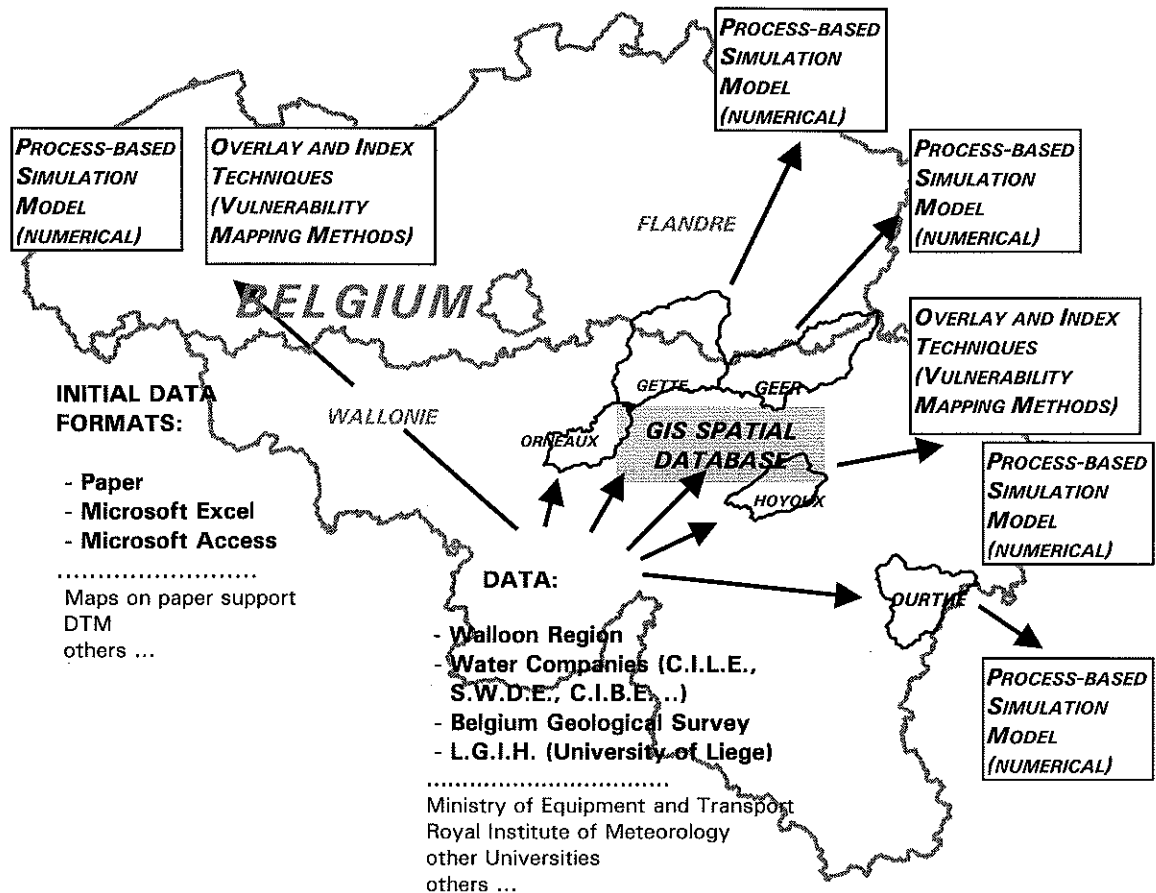 PROCESS-BASED
SIMULATION
MODEL
(NUMERICAL)
PROCESS-BASED
SIMULATION
MODEL
(NUMERICAL)
OVERLAY AND INDEX
TECHNIQUES
(VULNERABILITY
MAPPING METHODS)
PROCESS-BASED
SIMULATION
MODEL
(NUMERICAL)
FLANDRE
BELGIUM
OVERLAY AND INDEX
TECHNIQUES
(VULNERABILITY
MAPPING METHODS)
INITIAL DATA
FORMATS:
WALLONIE
GETTE
GEER
ORNEAUX
GIS SPATIAL
DATABASE
HOYOUX
PROCESS-BASED
SIMULATION
MODEL
(NUMERICAL)
- Paper
- Microsoft Excel
- Microsoft Access
..........................
Maps on paper support
DTM
others ...
DATA:
OURTHE
- Walloon Region
- Water Companies (C.I.L.E.,
S.W.D.E., C.I.B.E...)
- Belgium Geological Survey
- L.G.I.H. (University of Liege)
................................
Ministry of Equipment and Transport
Royal Institute of Meteorology
other Universities
others ...
PROCESS-BASED
SIMULATION
MODEL
(NUMERICAL)